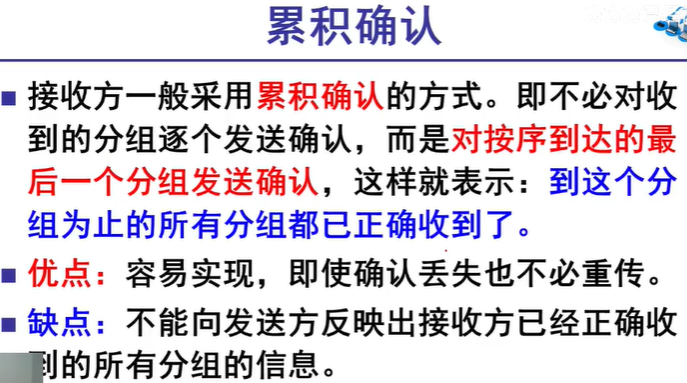 累积确认
接收方一般采用累积确认的方式。即不必对收
到的分组逐个发送确认，而是对按序到达的最
后一个分组发送确认，这样就表示：到这个分
组为止的所有分组都已正确收到了。
优点：容易实现，即使确认丢失也不必重传。
缺点：不能向发送方反映出接收方已经正确收
到的所有分组的信息。